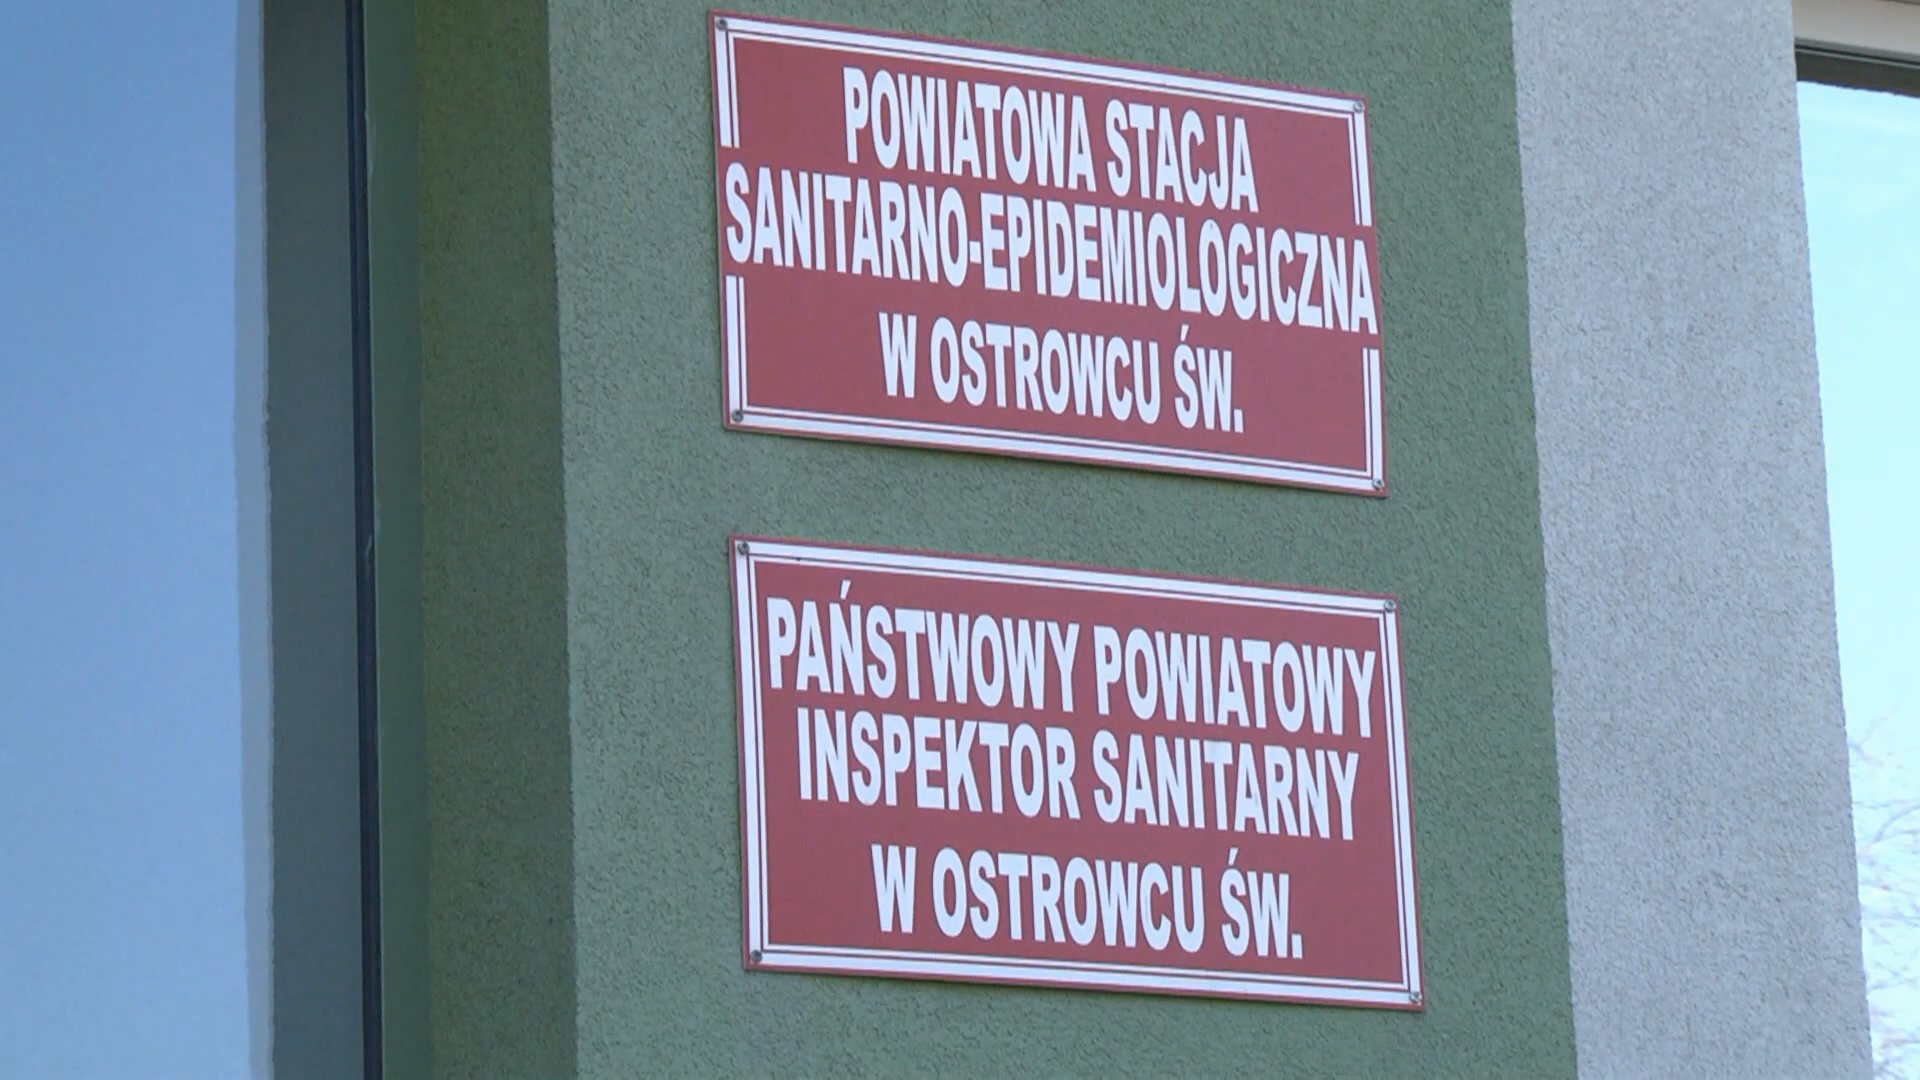 POWIATOWA STACJA
SANITARNO-EPIDEMIOLOGICZNA
W OSTROWCU ŚW.
PAŃSTWOWY POWIATOWY
INSPEKTOR SANITARNY
W OSTROWCU ŚW.